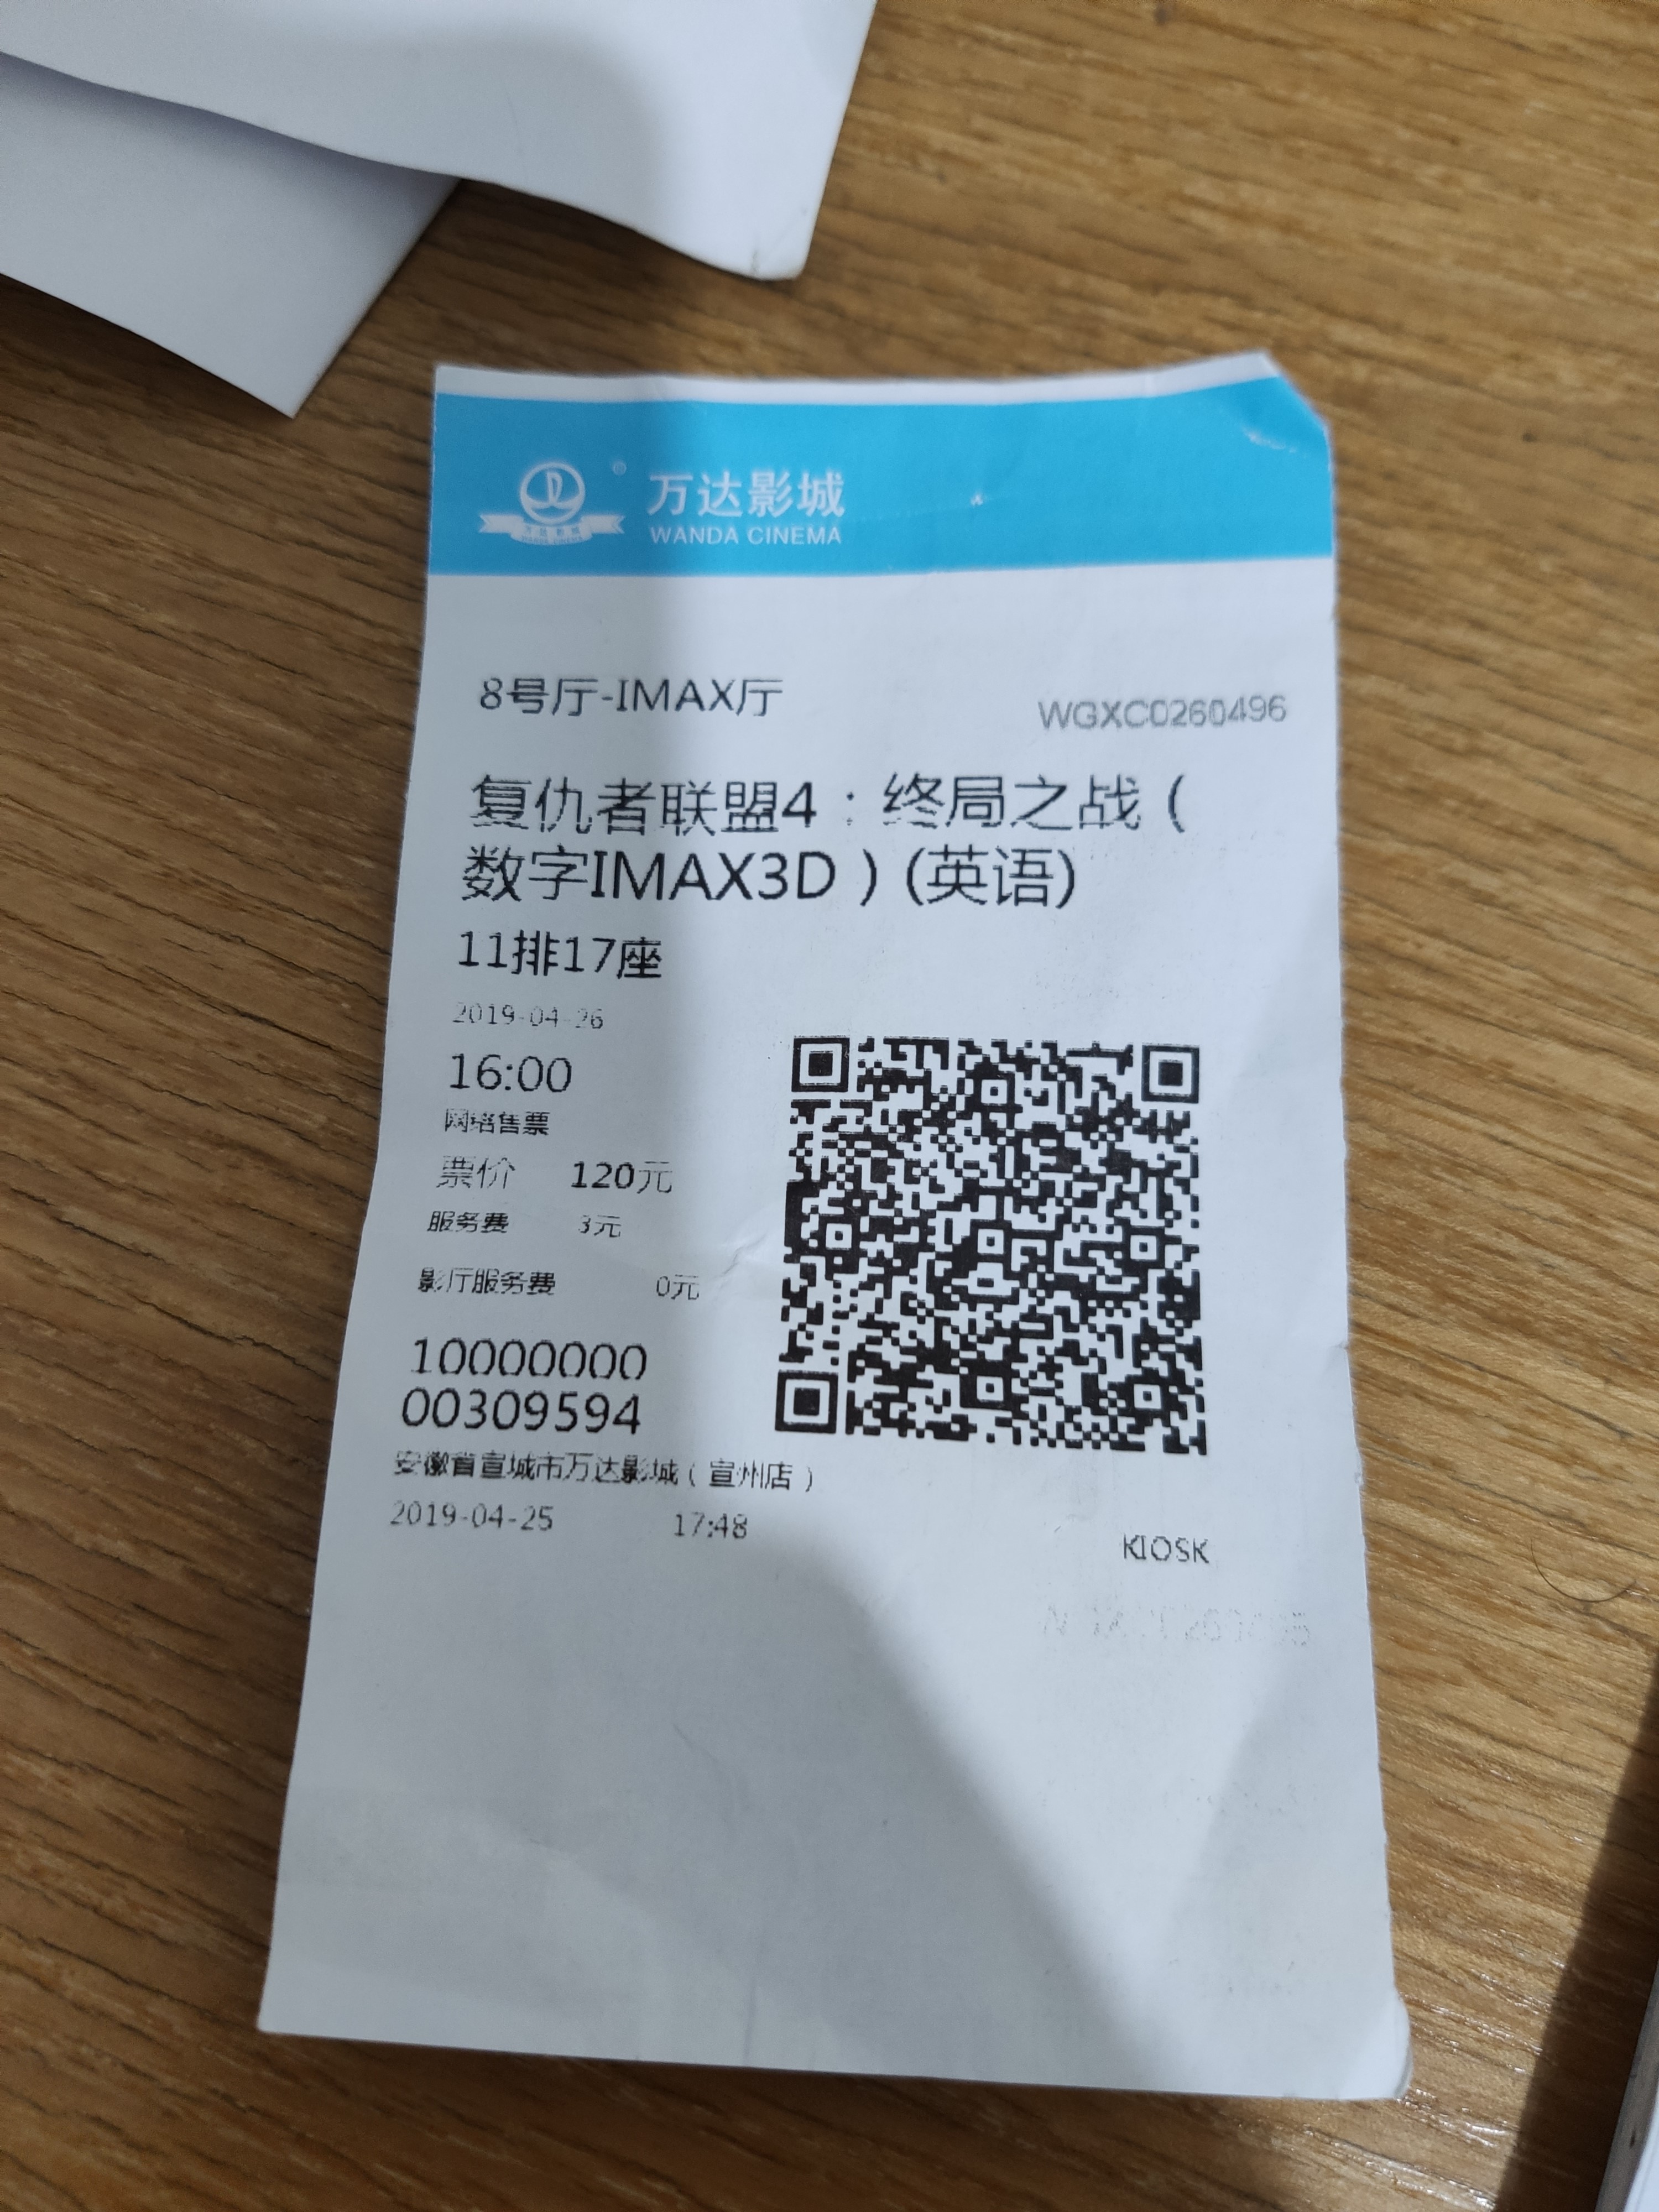 万达影城
WANDA CINEMA
8号厅-IMAX厅
WGXC0260496
复仇者联盟4：终局之战（
数字IMAX3D）(英语)
11排17座
2019-04-26
16:00
网络售票
票价 120元
服务费 3元
影厅服务费 0元
10000000
00309594
安徽省宣城市万达影城（宣州店）
2019-04-25 17:48
KIOSK